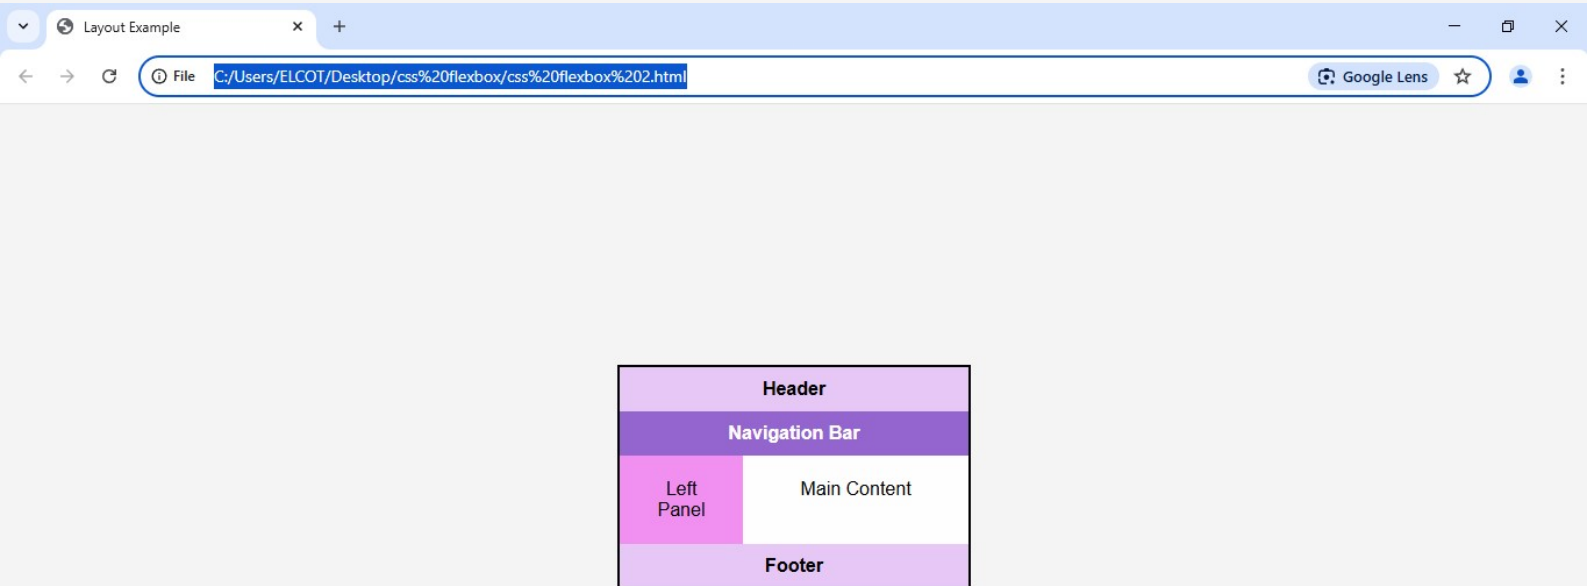 Layout Example
File C:/Users/ELCOT/Desktop/css%20flexbox/css%20flexbox%202.html Google Lens
Header
Navigation Bar
Left
Panel
Main Content
Footer